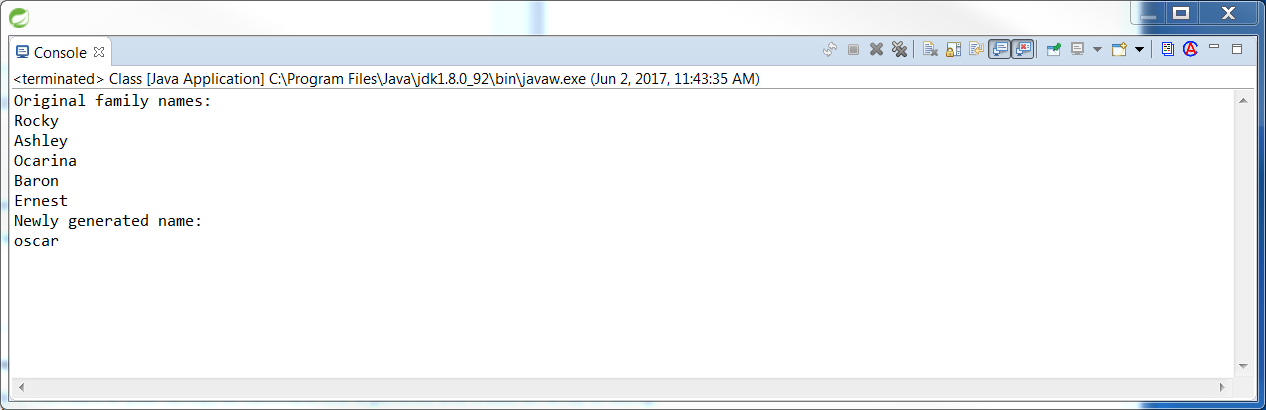 Console
<terminated> Class [Java Application] C:\Program Files\Java\jdk1.8.0_92\bin\javaw.exe (Jun 2, 2017, 11:43:35 AM)
Original family names:
Rocky
Ashley
Ocarina
Baron
Ernest
Newly generated name:
oscar